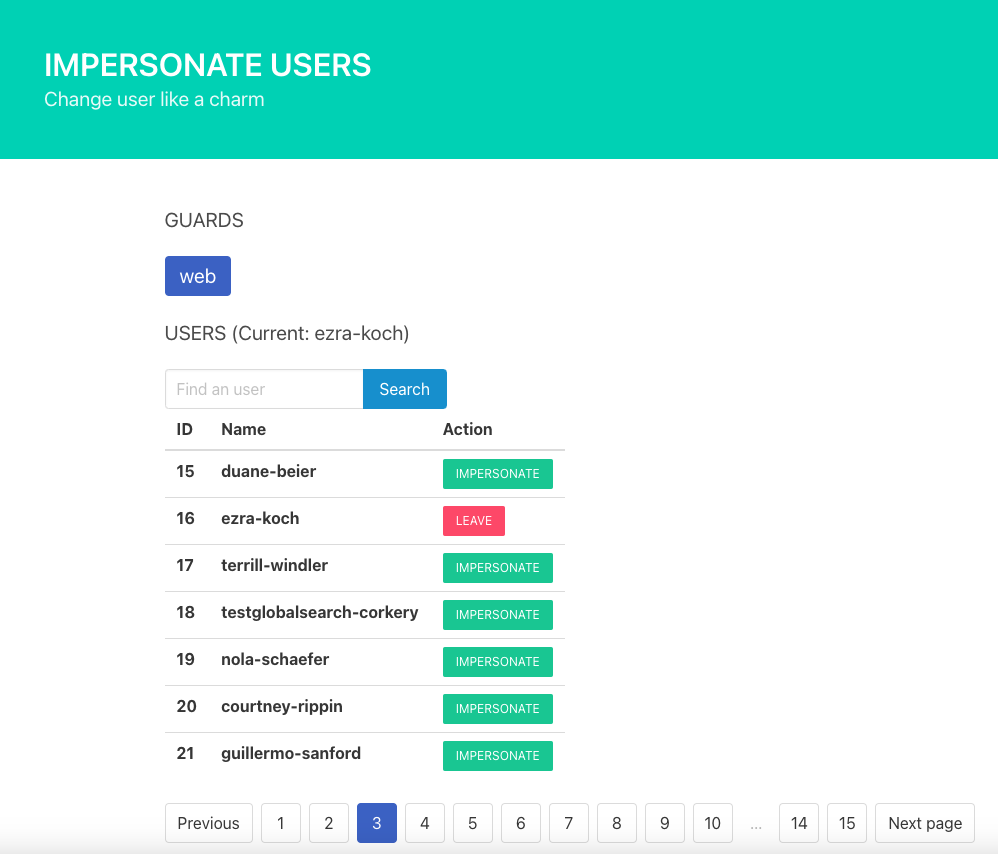 IMPERSONATE USERS
Change user like a charm
GUARDS
web
USERS (Current: ezra-koch)
Find an user Search
ID Name Action
15 duane-beier IMPERSONATE
16 ezra-koch LEAVE
17 terrill-windler IMPERSONATE
18 testglobalsearch-corkery IMPERSONATE
19 nola-schaefer IMPERSONATE
20 courtney-rippin IMPERSONATE
21 guillermo-sanford IMPERSONATE
Previous 1 2 3 4 5 6 7 8 9 10 ... 14 15 Next page